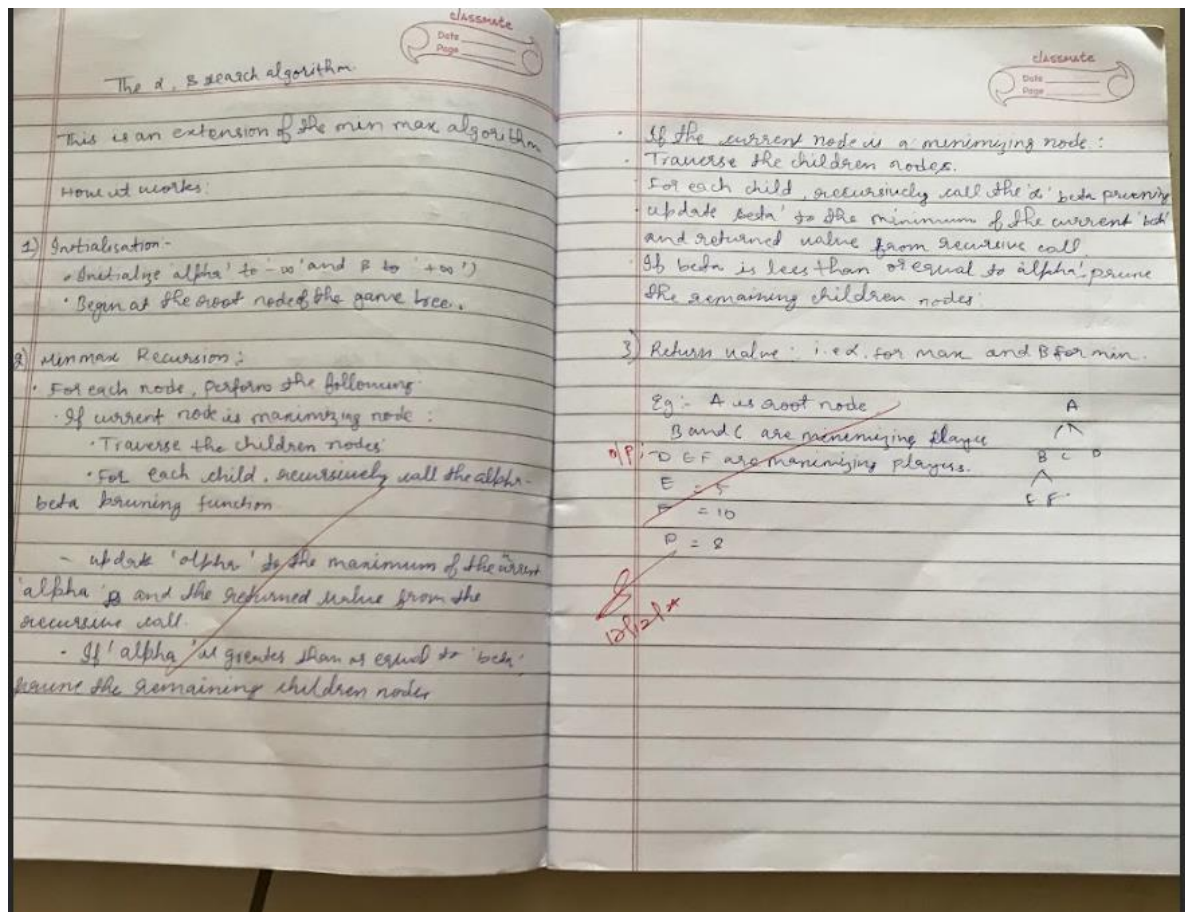 classmate
Date
Page
The α, B search algorithm.
This is an extension of the min max algorithm
How it works:
1) Initialisation -
• Initialize alpha' to '-∞' and B to '+∞')
• Begin at the root node of the game tree.
2) Minmax Recursion:
• For each node, perform the following.
• If current node is maximizing node :
• Traverse the children nodes
• For each child, recursively call the alpha-
beta pruning function
- update 'alpha' to the maximum of the current
'alpha' and the returned value from the
recursive call.
• If 'alpha' is greater than or equal to 'beta',
prune the remaining children nodes
classmate
Date
Page
• If the current node is a minimizing node :
• Traverse the children nodes.
• For each child, recursively call the 'α' beta pruning
• update beta' to the minimum of the current 'beta'
and returned value from recursive call
• If beta is less than or equal to alpha' prune
the remaining children nodes.
3) Return value : i.e α for max and B for min.
Eg :- A is root node
A
B and C are minimizing player
O/P : D E F are maximizing players.
B C D
E = 5
E F
F = 10
D = 8